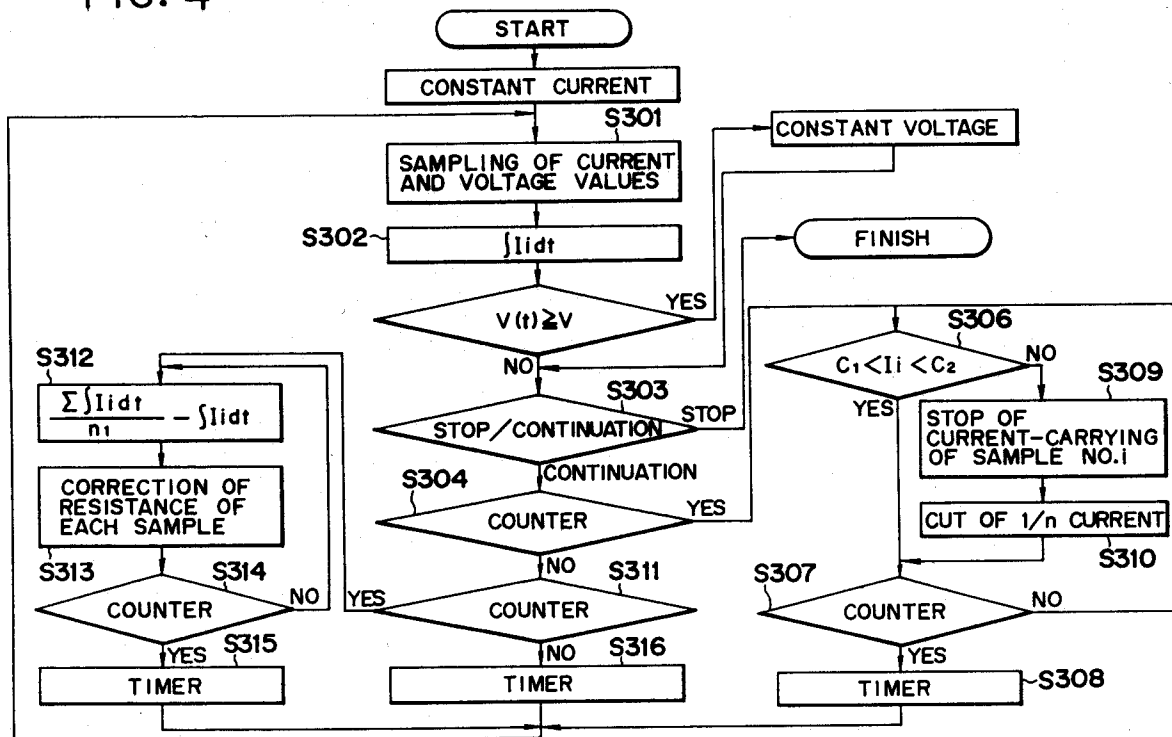 FIG. 4
START
CONSTANT CURRENT
S301
SAMPLING OF CURRENT
AND VOLTAGE VALUES
CONSTANT VOLTAGE
S302
∫Iidt
FINISH
V(t)≧V
YES
NO
S303
STOP/CONTINUATION
STOP
CONTINUATION
S304
COUNTER
YES
NO
S311
COUNTER
YES
NO
S316
TIMER
S312
Σ∫Iidt
n1
- ∫Iidt
CORRECTION OF
RESISTANCE OF
EACH SAMPLE
S313
S314
COUNTER
NO
YES
S315
TIMER
S306
C1<Ii<C2
NO
YES
S309
STOP OF
CURRENT-CARRYING
OF SAMPLE NO.i
CUT OF 1/n CURRENT
S310
S307
COUNTER
NO
YES
TIMER
S308